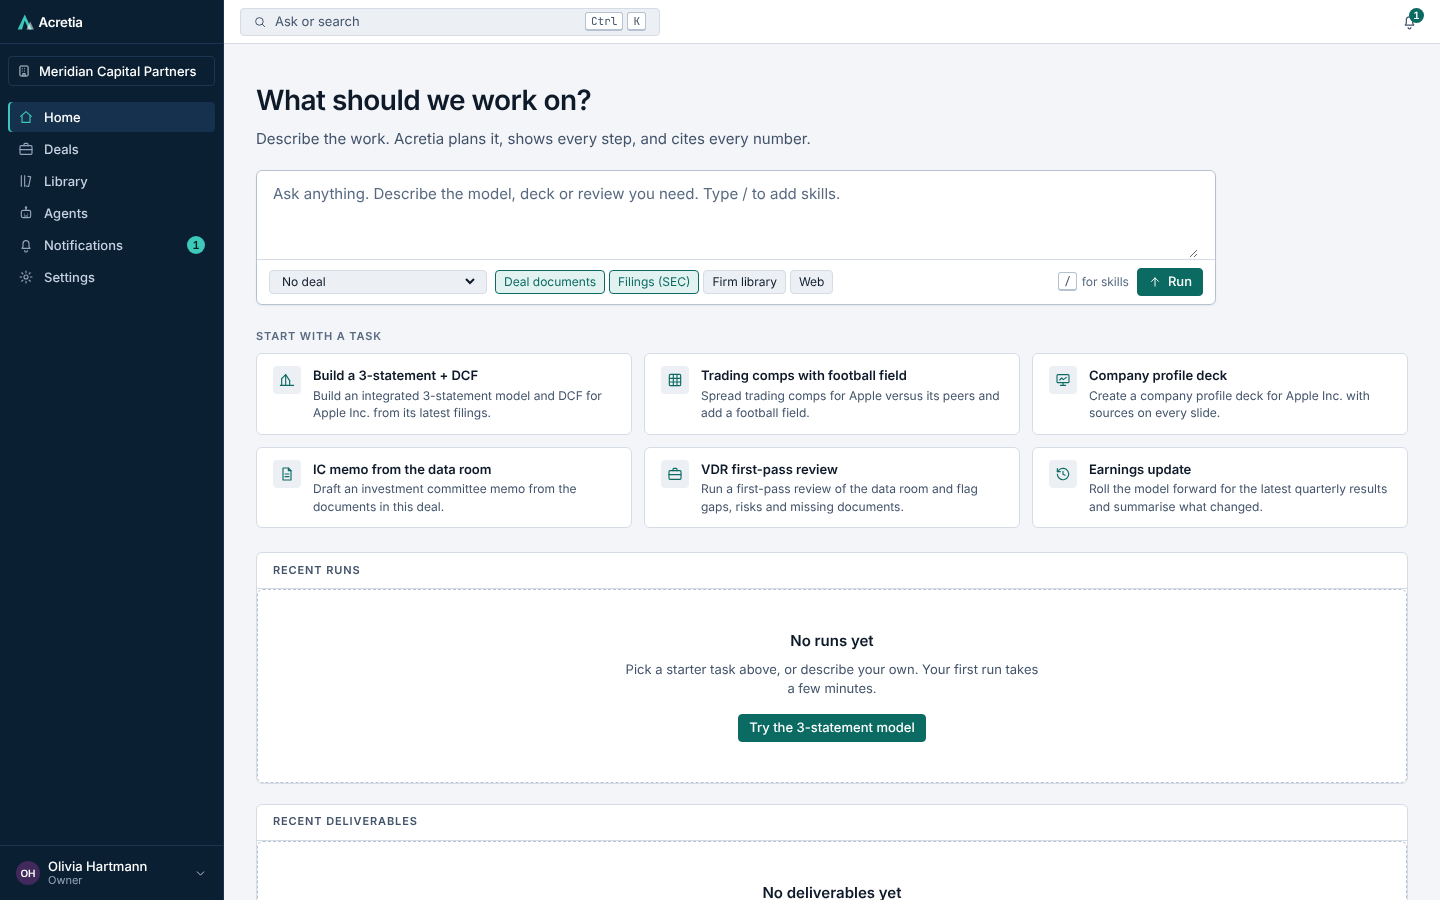 Acretia
Meridian Capital Partners
Home
Deals
Library
Agents
Notifications
1
Settings
OH
Olivia Hartmann
Owner
Ask or search
Ctrl K
1
What should we work on?
Describe the work. Acretia plans it, shows every step, and cites every number.
Ask anything. Describe the model, deck or review you need. Type / to add skills.
No deal
Deal documents
Filings (SEC)
Firm library
Web
/ for skills
Run
START WITH A TASK
Build a 3-statement + DCF
Build an integrated 3-statement model and DCF for
Apple Inc. from its latest filings.
Trading comps with football field
Spread trading comps for Apple versus its peers and
add a football field.
Company profile deck
Create a company profile deck for Apple Inc. with
sources on every slide.
IC memo from the data room
Draft an investment committee memo from the
documents in this deal.
VDR first-pass review
Run a first-pass review of the data room and flag
gaps, risks and missing documents.
Earnings update
Roll the model forward for the latest quarterly results
and summarise what changed.
RECENT RUNS
No runs yet
Pick a starter task above, or describe your own. Your first run takes
a few minutes.
Try the 3-statement model
RECENT DELIVERABLES
No deliverables yet